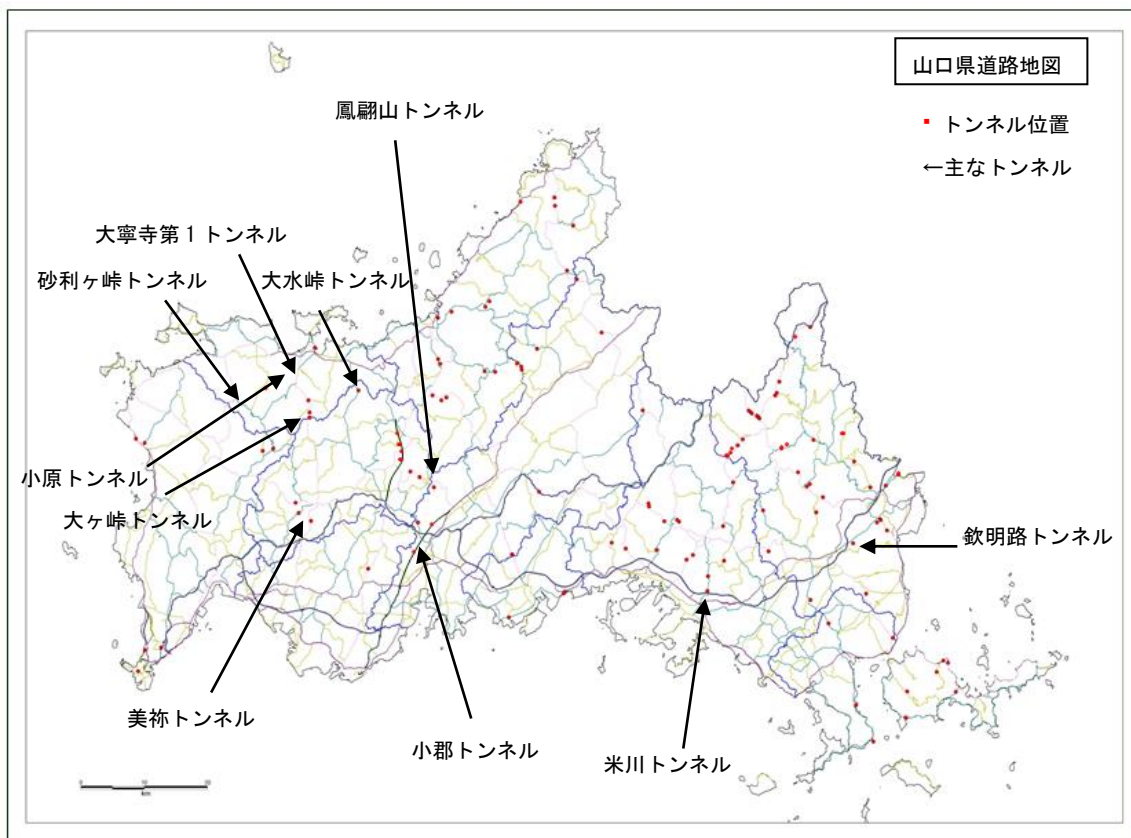 山口県道路地図
トンネル位置
←主なトンネル
鳳翩山トンネル
大寧寺第1トンネル
砂利ヶ峠トンネル
大水峠トンネル
小原トンネル
大ヶ峠トンネル
欽明路トンネル
美祢トンネル
小郡トンネル
米川トンネル